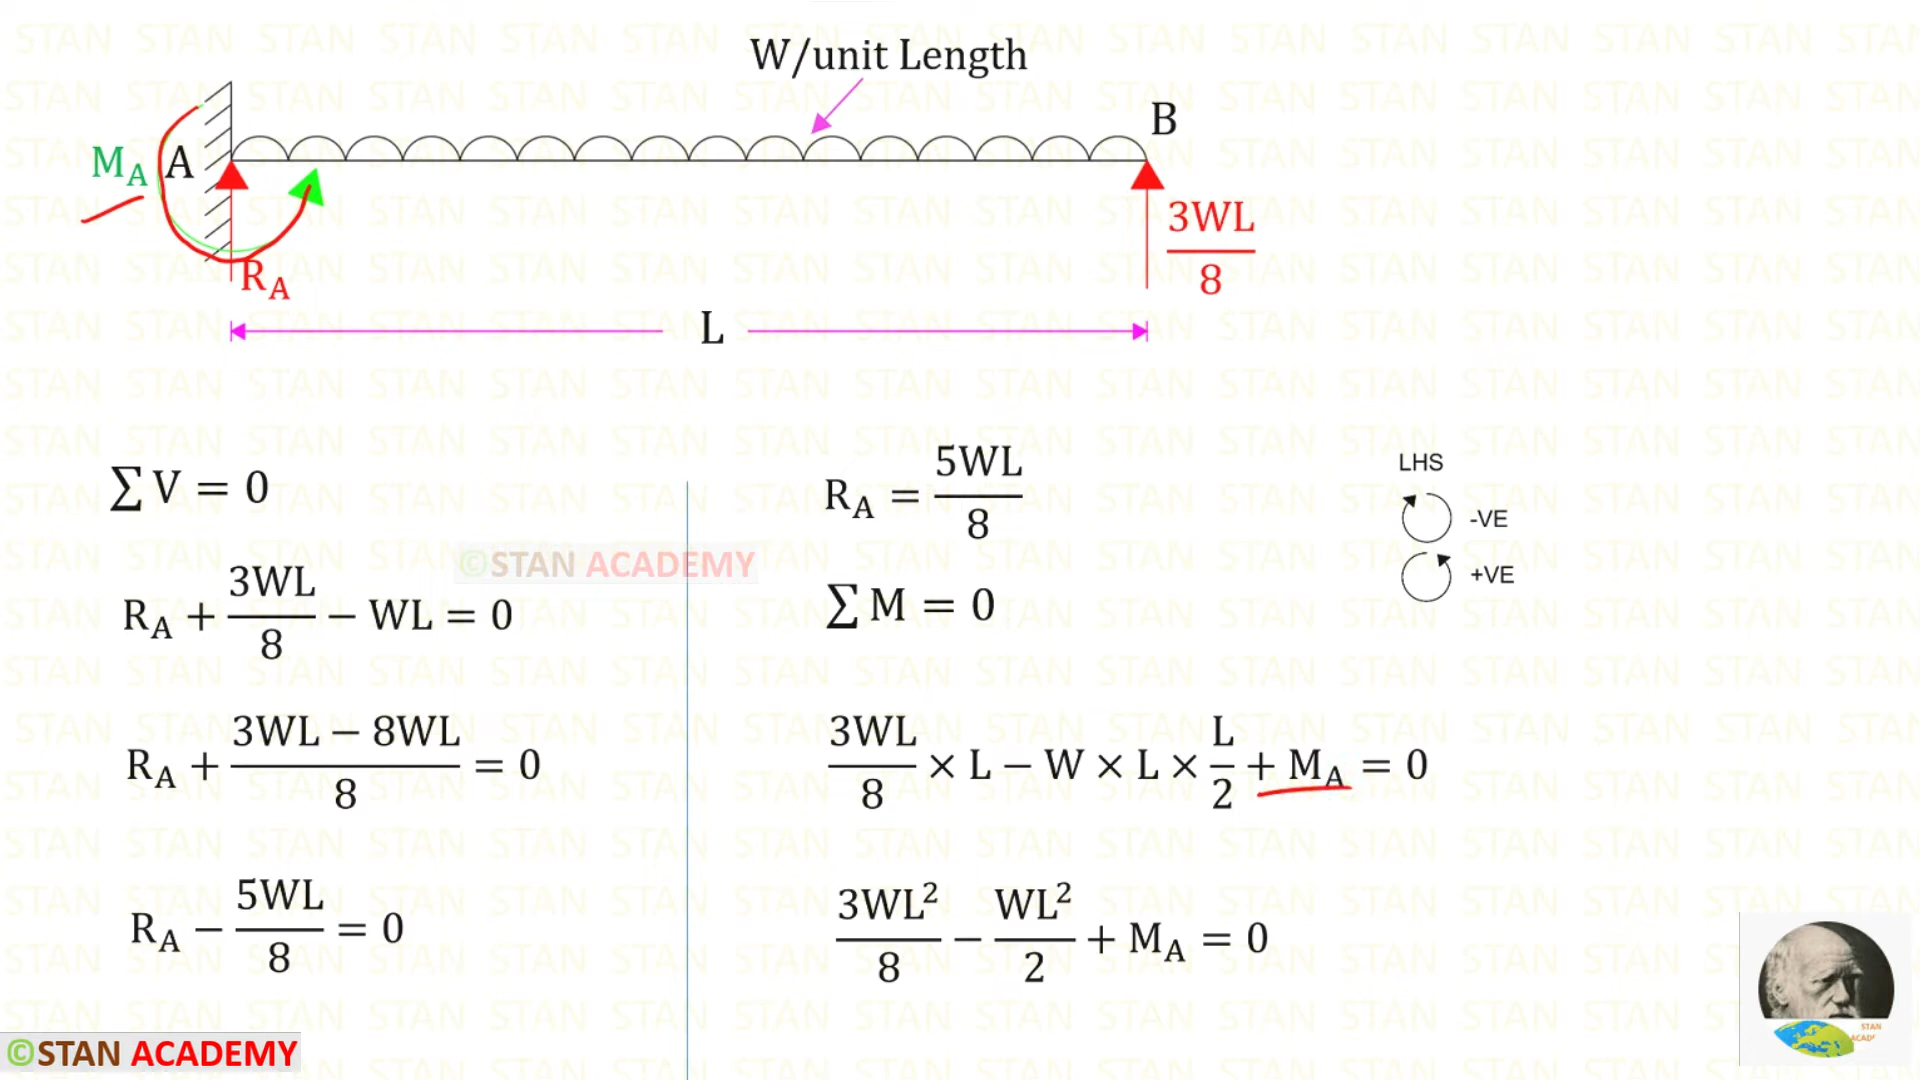 W/unit Length
B
M_A A
3WL/8
R_A
L
∑ V = 0
R_A + 3WL/8 − WL = 0
R_A + (3WL − 8WL)/8 = 0
R_A − 5WL/8 = 0
R_A = 5WL/8
∑ M = 0
3WL/8 × L − W × L × L/2 + M_A = 0
3WL²/8 − WL²/2 + M_A = 0
LHS
-VE
+VE
©STAN ACADEMY
©STAN ACADEMY
STAN
ACADE